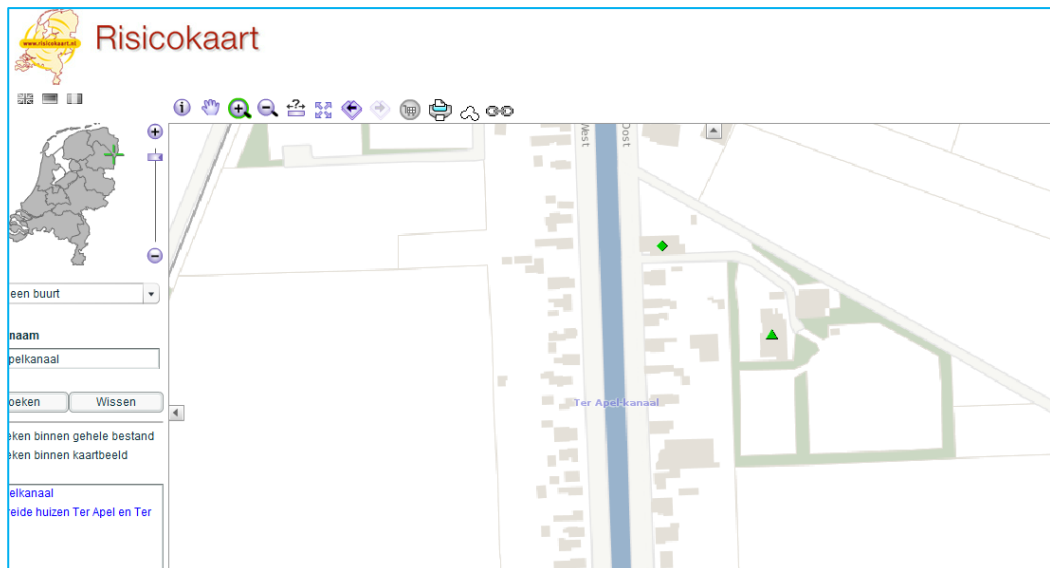 www.risicokaart.nl
Risicokaart
een buurt
naam
pelkanaal
oeken
Wissen
eken binnen gehele bestand
eken binnen kaartbeeld
elkanaal
reide huizen Ter Apel en Ter
West
Oost
Ter Apel-kanaal